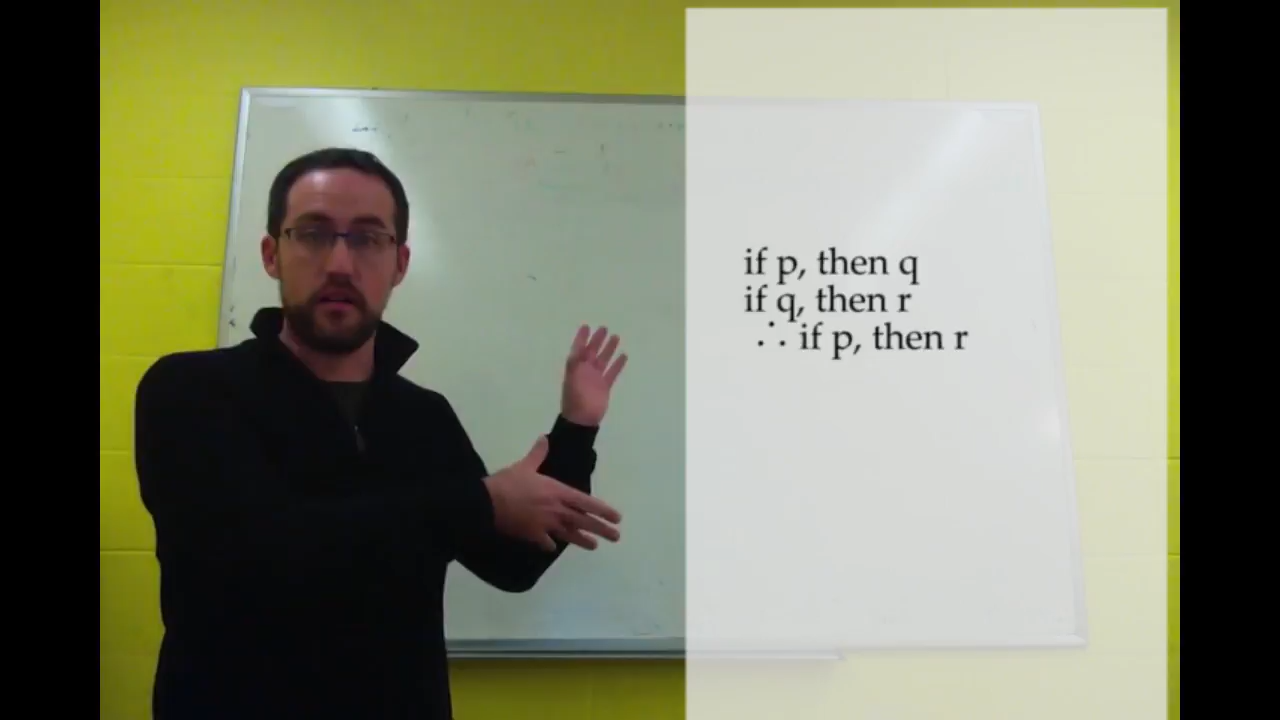 if p, then q
if q, then r
∴ if p, then r